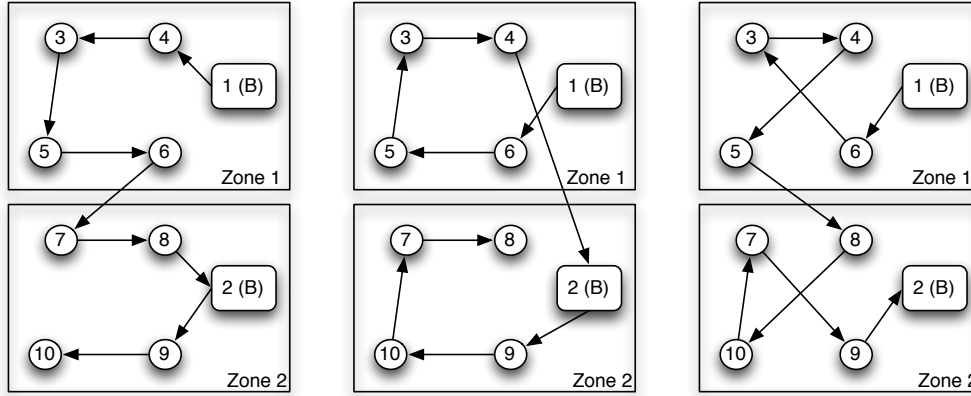 3 4 3 4 3 4
1 (B) 1 (B) 1 (B)
5 6 5 6 5 6
Zone 1 Zone 1 Zone 1
7 8 7 8 7 8
2 (B) 2 (B) 2 (B)
10 9 10 9 10 9
Zone 2 Zone 2 Zone 2